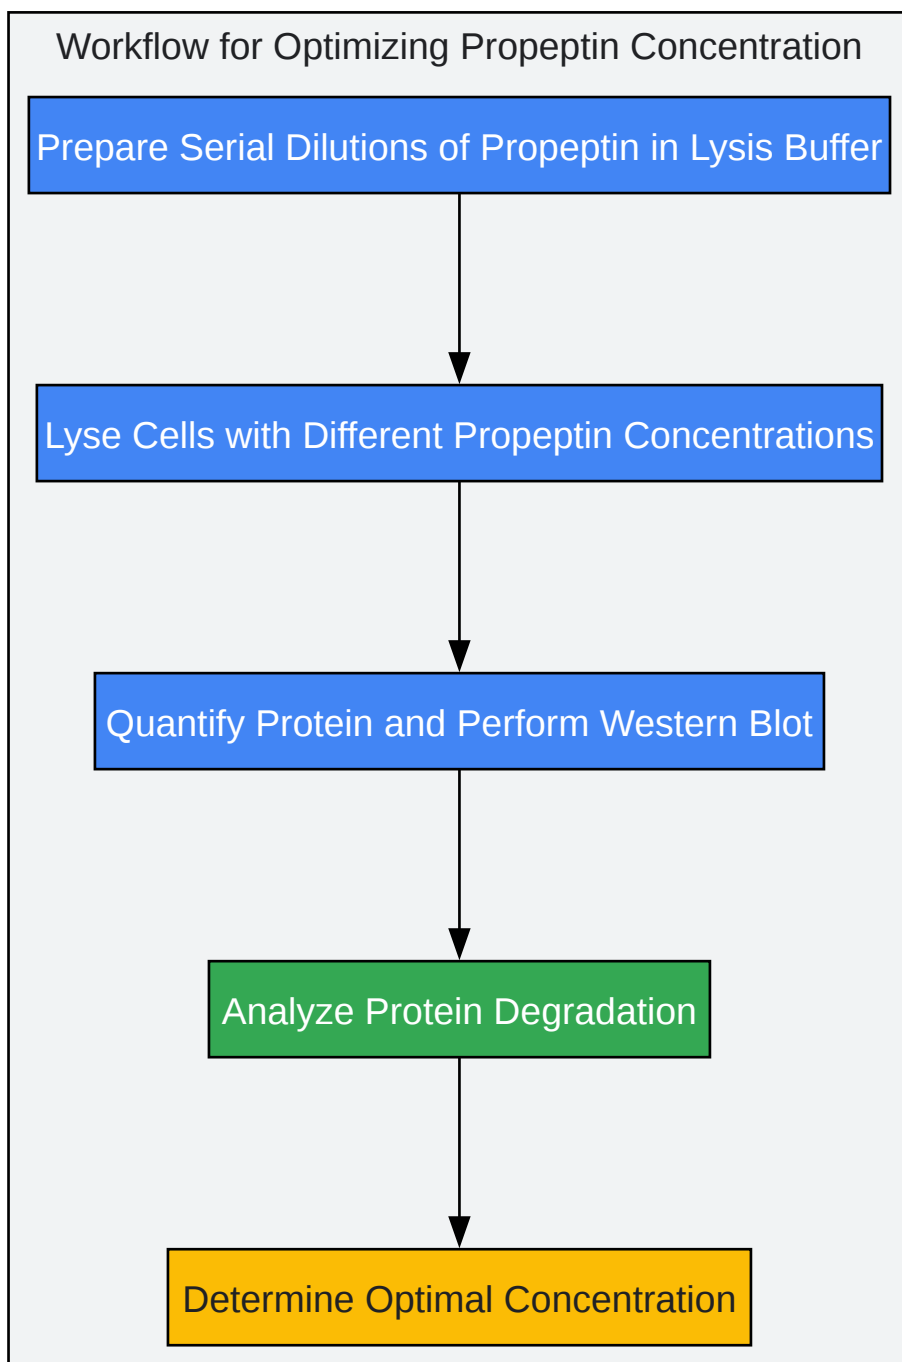 Workflow for Optimizing Propeptin Concentration
Prepare Serial Dilutions of Propeptin in Lysis Buffer
Lyse Cells with Different Propeptin Concentrations
Quantify Protein and Perform Western Blot
Analyze Protein Degradation
Determine Optimal Concentration